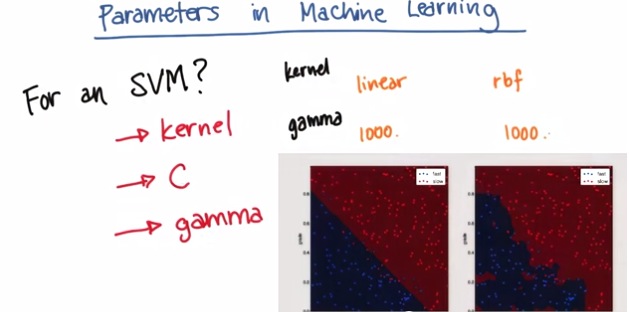 Parameters in Machine Learning
For an SVM?
→ kernel
→ C
→ gamma
kernel linear rbf
gamma 1000. 1000.
fast
slow
fast
slow